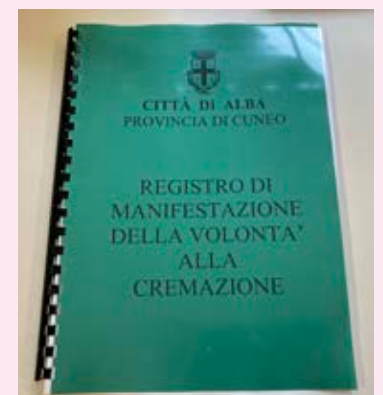 CITTÀ DI ALBA
PROVINCIA DI CUNEO
REGISTRO DI
MANIFESTAZIONE
DELLA VOLONTA'
ALLA
CREMAZIONE